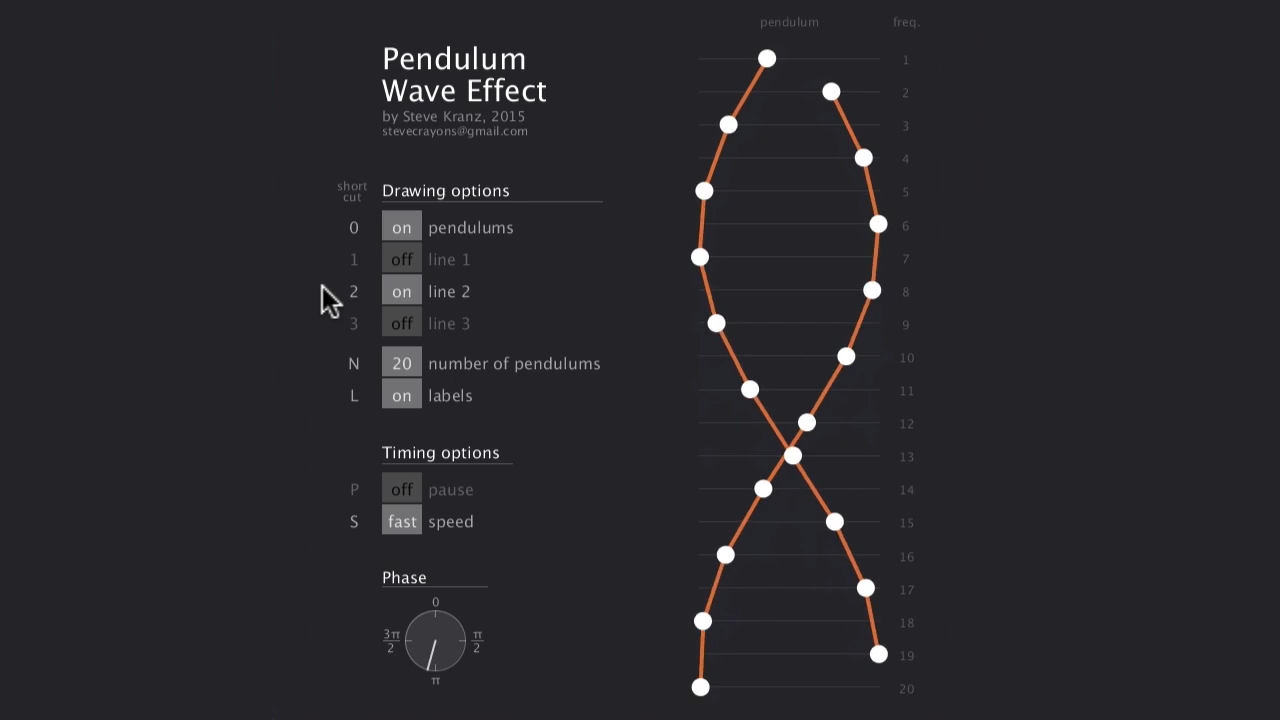 pendulum freq.
Pendulum
Wave Effect
by Steve Kranz, 2015
stevecrayons@gmail.com
short
cut
Drawing options
0 on pendulums
1 off line 1
2 on line 2
3 off line 3
N 20 number of pendulums
L on labels
Timing options
P off pause
S fast speed
Phase
0
3π
2
π
2
π
1
2
3
4
5
6
7
8
9
10
11
12
13
14
15
16
17
18
19
20